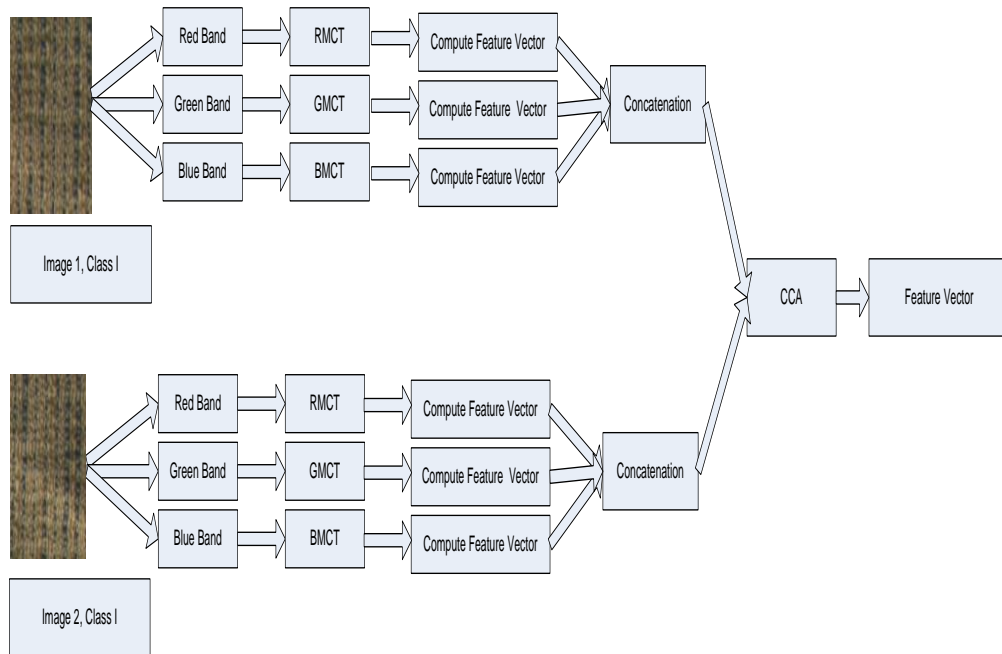 Red Band
RMCT
Compute Feature Vector
Green Band
GMCT
Compute Feature Vector
Concatenation
Blue Band
BMCT
Compute Feature Vector
Image 1, Class I
CCA
Feature Vector
Red Band
RMCT
Compute Feature Vector
Green Band
GMCT
Compute Feature Vector
Concatenation
Blue Band
BMCT
Compute Feature Vector
Image 2, Class I